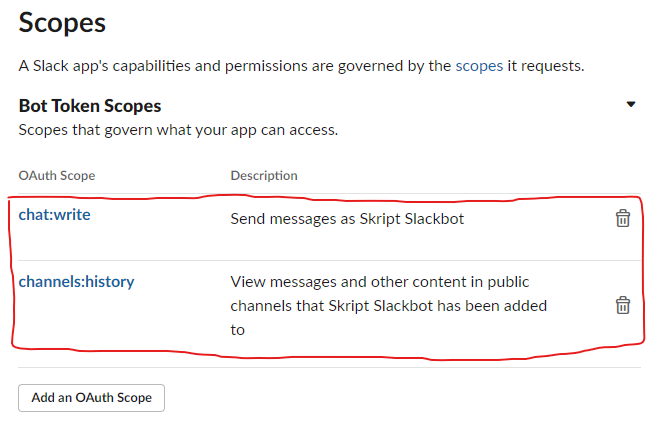 Scopes
A Slack app's capabilities and permissions are governed by the scopes it requests.
Bot Token Scopes
Scopes that govern what your app can access.
OAuth Scope Description
chat:write Send messages as Skript Slackbot
channels:history View messages and other content in public
channels that Skript Slackbot has been added
to
Add an OAuth Scope